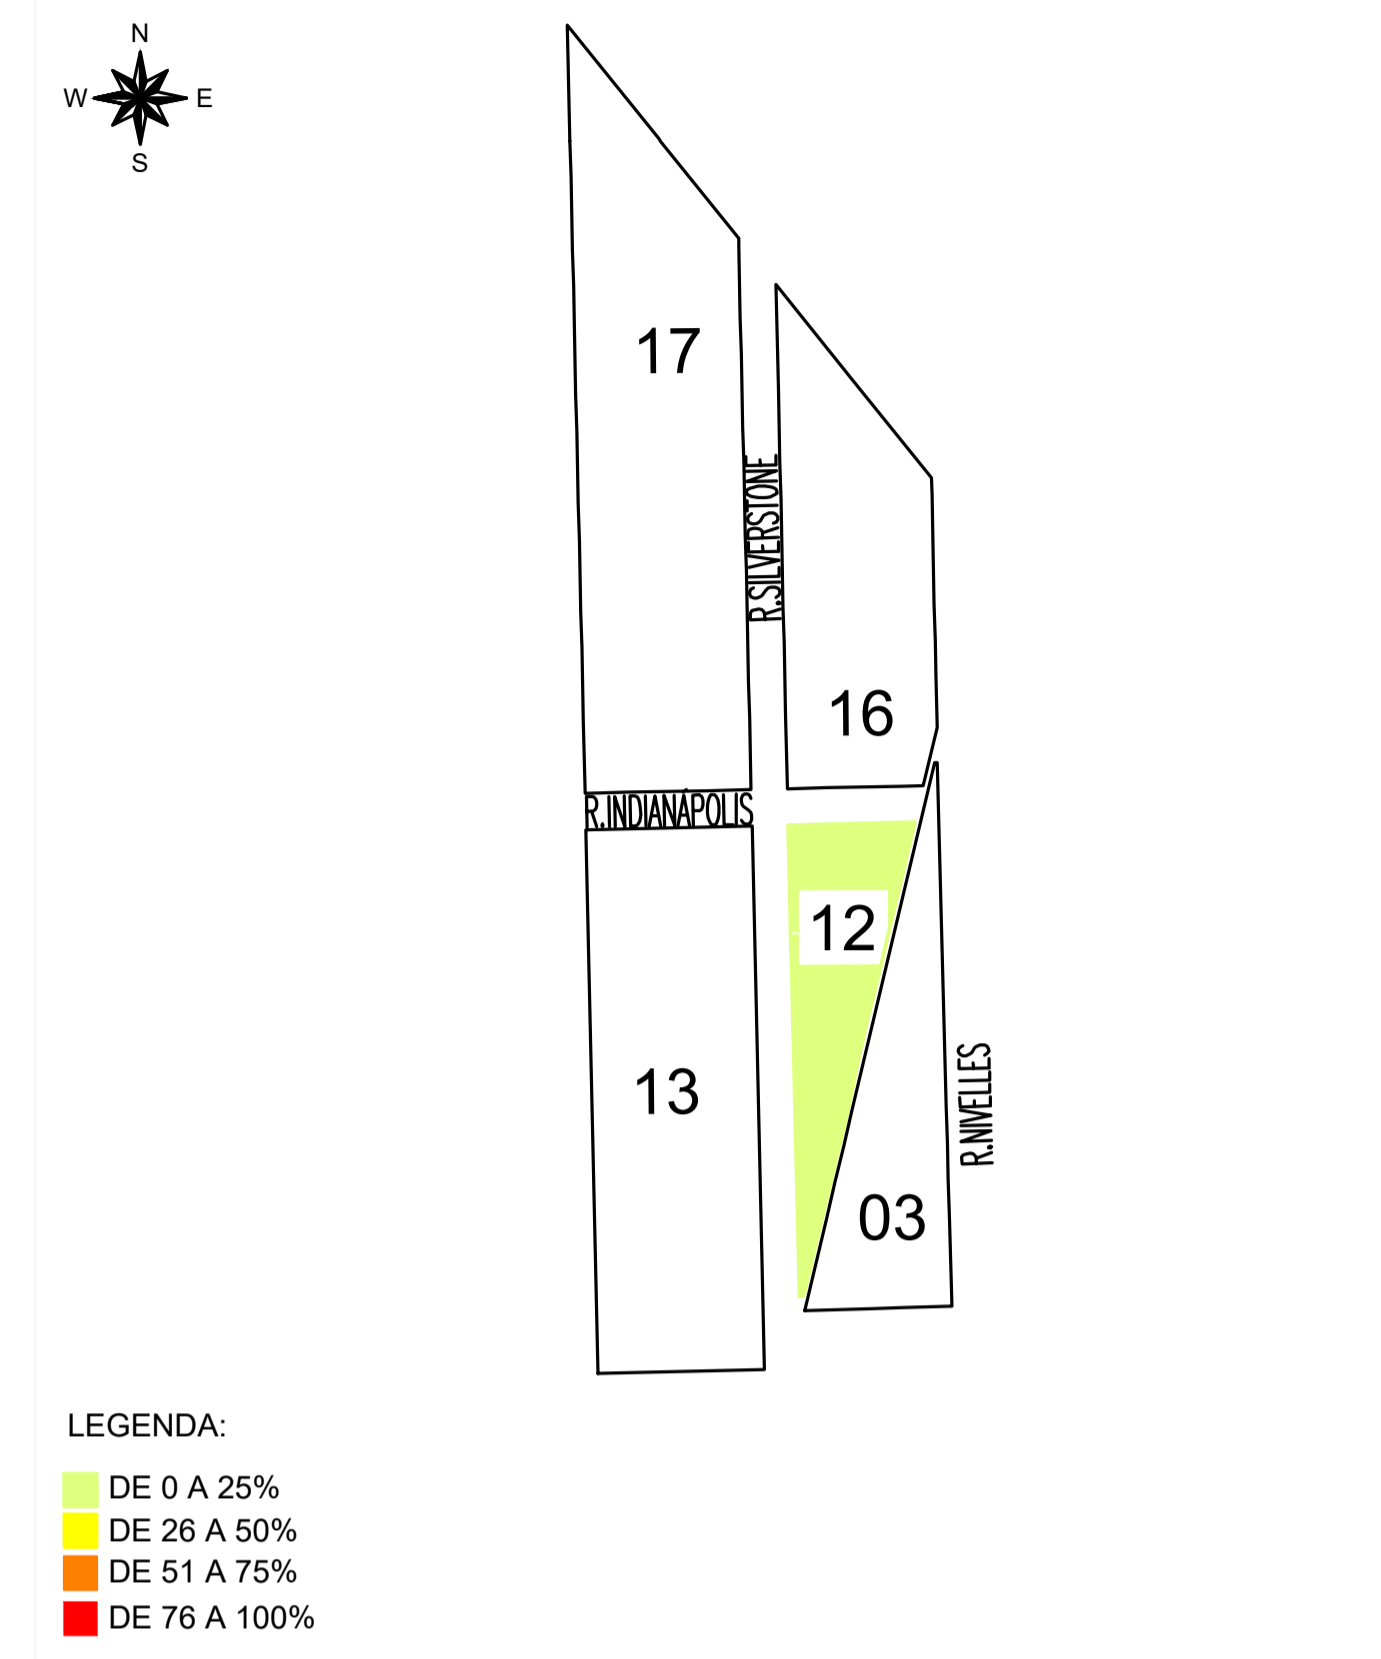 N
W E
S
17
R.SILVERSTONE
16
R.INDIANÁPOLIS
12
13
R.NIVELLES
03
LEGENDA:
DE 0 A 25%
DE 26 A 50%
DE 51 A 75%
DE 76 A 100%